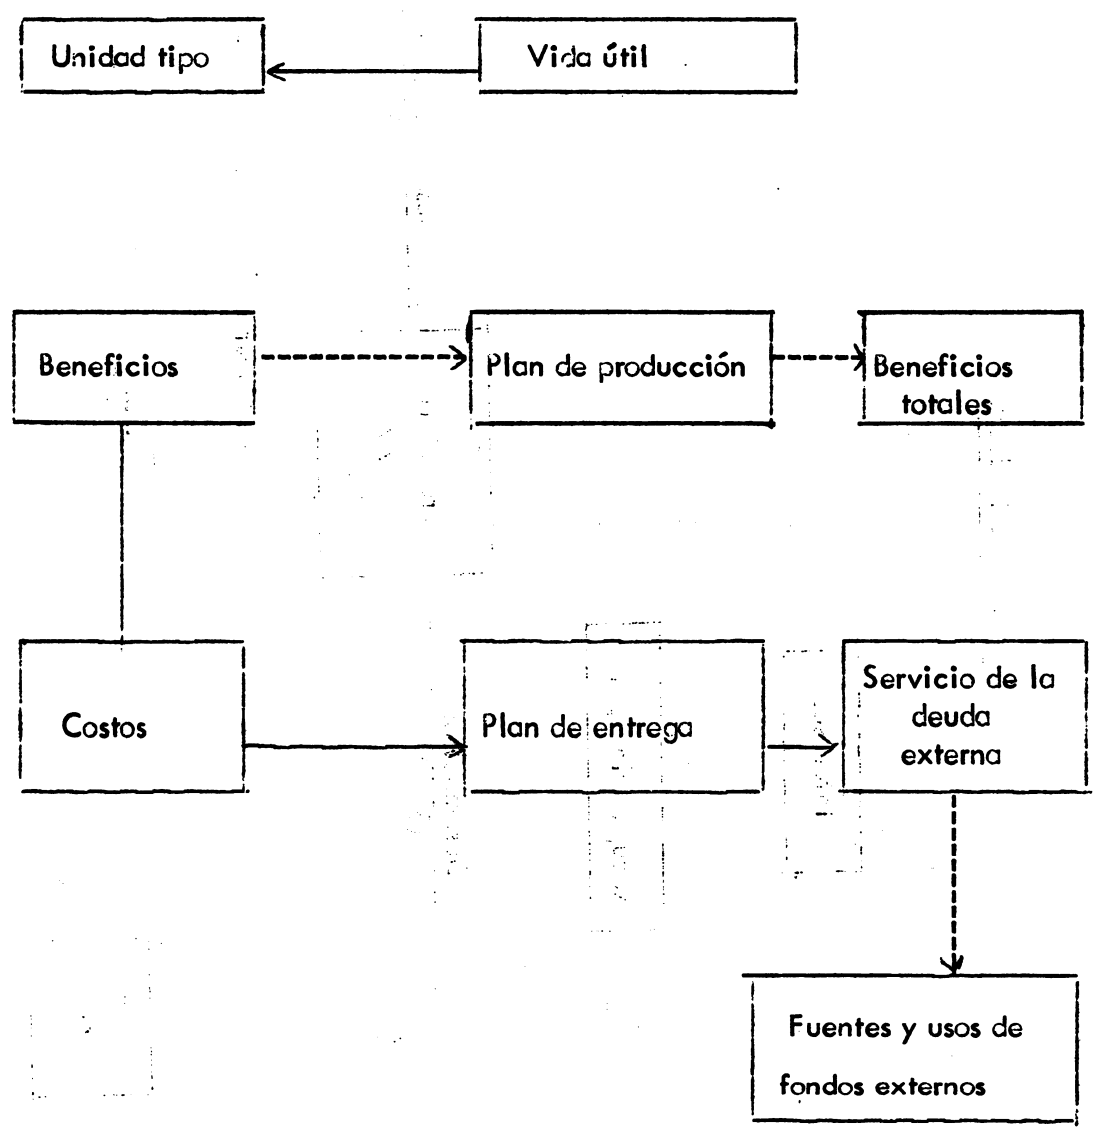 Unidad tipo
Vida útil
Beneficios
Plan de producción
Beneficios
totales
Costos
Plan de entrega
Servicio de la
deuda
externa
Fuentes y usos de
fondos externos